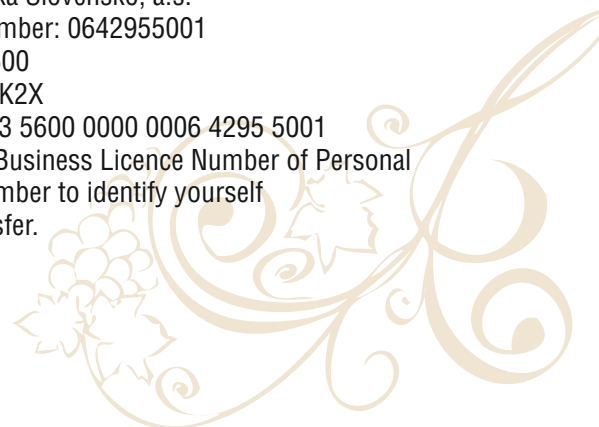 ka Slovensko, a.s.
mber: 0642955001
00
K2X
3 5600 0000 0006 4295 5001
Business Licence Number of Personal
mber to identify yourself
sfer.